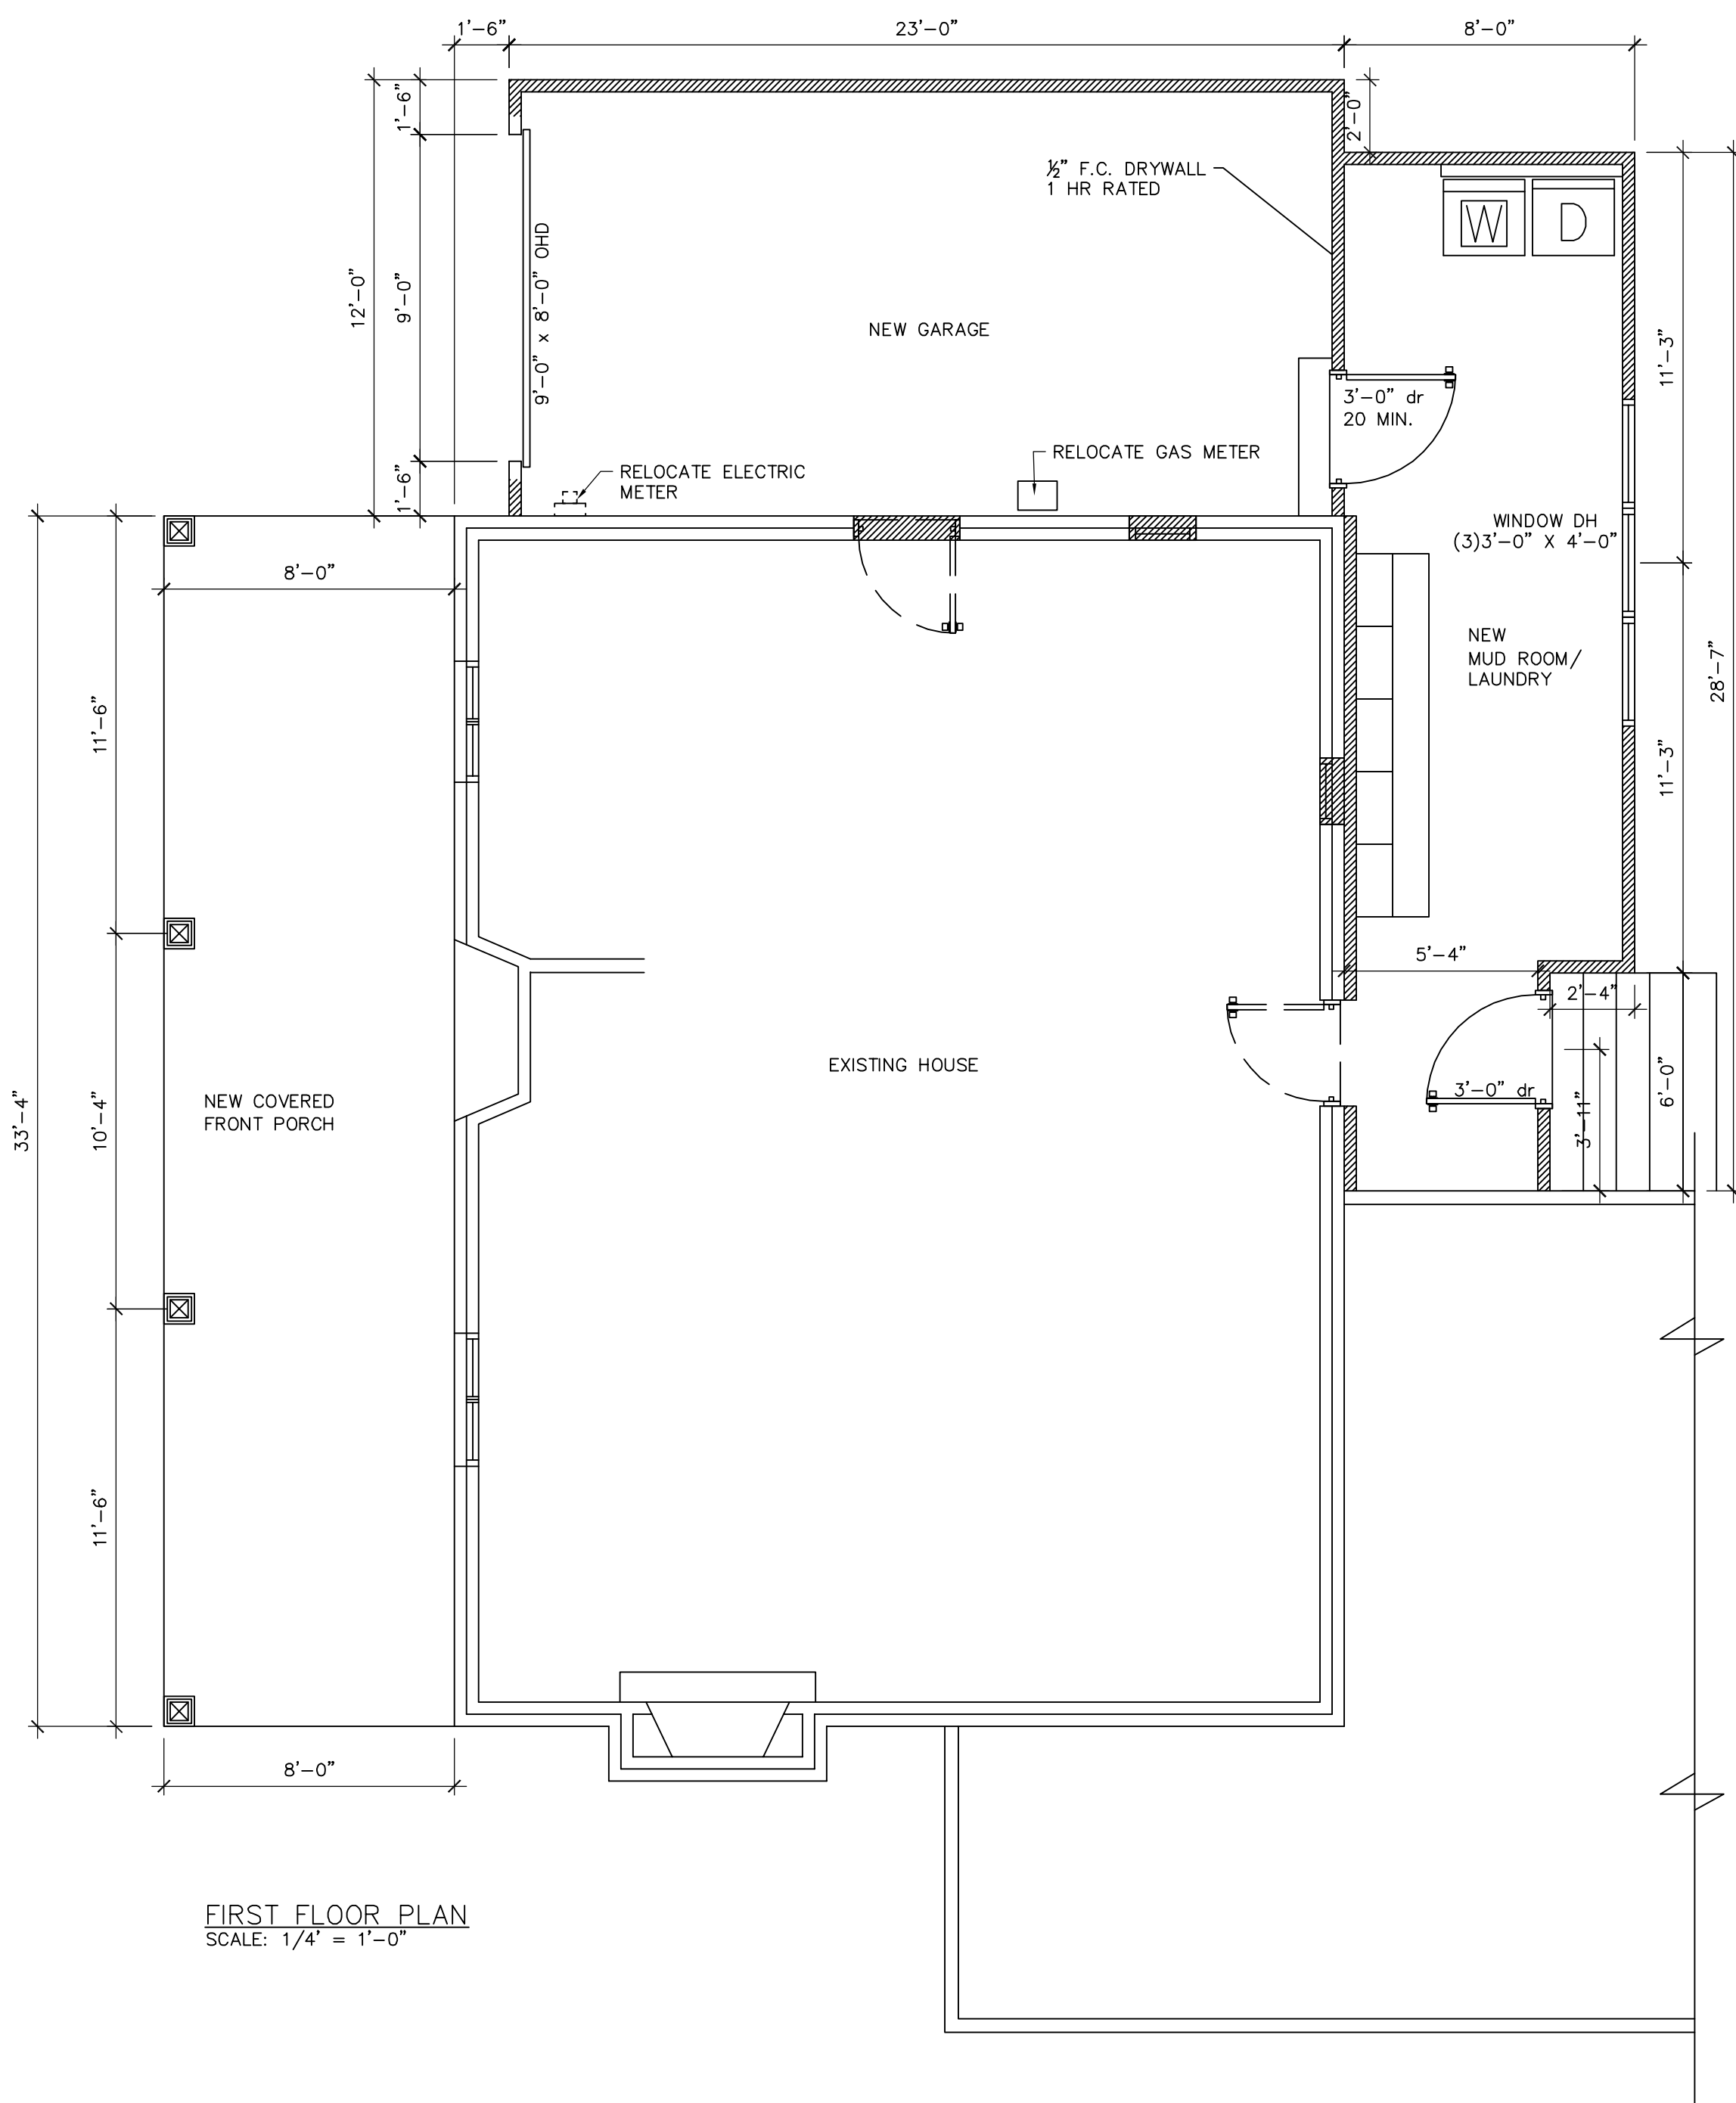 1'-6"
23'-0"
8'-0"
1'-6"
2'-0"
½" F.C. DRYWALL
1 HR RATED
12'-0"
9'-0"
9'-0" x 8'-0" OHD
NEW GARAGE
11'-3"
3'-0" dr
20 MIN.
RELOCATE GAS METER
RELOCATE ELECTRIC
METER
1'-6"
WINDOW DH
(3)3'-0" X 4'-0"
8'-0"
NEW
MUD ROOM/
LAUNDRY
28'-7"
11'-6"
11'-3"
5'-4"
2'-4"
EXISTING HOUSE
3'-0" dr
3'-11"
6'-0"
33'-4"
10'-4"
NEW COVERED
FRONT PORCH
11'-6"
8'-0"
W
D
FIRST FLOOR PLAN
SCALE: 1/4' = 1'-0"